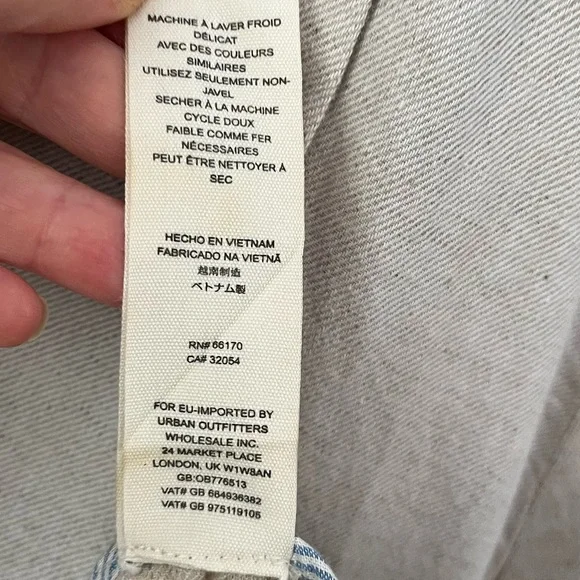 MACHINE À LAVER FROID
DÉLICAT
AVEC DES COULEURS
SIMILAIRES
UTILISEZ SEULEMENT NON-
JAVEL
SECHER À LA MACHINE
CYCLE DOUX
FAIBLE COMME FER
NÉCESSAIRES
PEUT ÊTRE NETTOYER À
SEC
HECHO EN VIETNAM
FABRICADO NA VIETNÃ
越南制造
ベトナム製
RN# 66170
CA# 32054
FOR EU-IMPORTED BY
URBAN OUTFITTERS
WHOLESALE INC.
24 MARKET PLACE
LONDON, UK W1W8AN
GB:OB776513
VAT# GB 664936382
VAT# GB 975119105